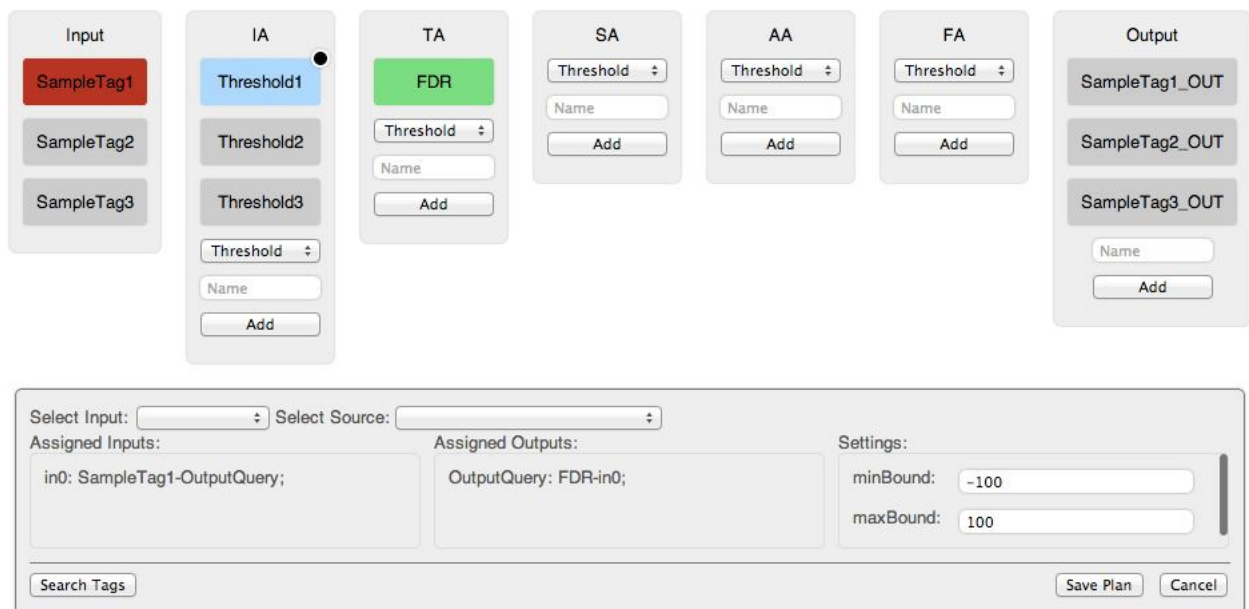 Input
SampleTag1
SampleTag2
SampleTag3
IA
Threshold1
Threshold2
Threshold3
Threshold
Name
Add
TA
FDR
Threshold
Name
Add
SA
Threshold
Name
Add
AA
Threshold
Name
Add
FA
Threshold
Name
Add
Output
SampleTag1_OUT
SampleTag2_OUT
SampleTag3_OUT
Name
Add
Select Input: Select Source:
Assigned Inputs:
in0: SampleTag1-OutputQuery;
Assigned Outputs:
OutputQuery: FDR-in0;
Settings:
minBound: -100
maxBound: 100
Search Tags
Save Plan
Cancel